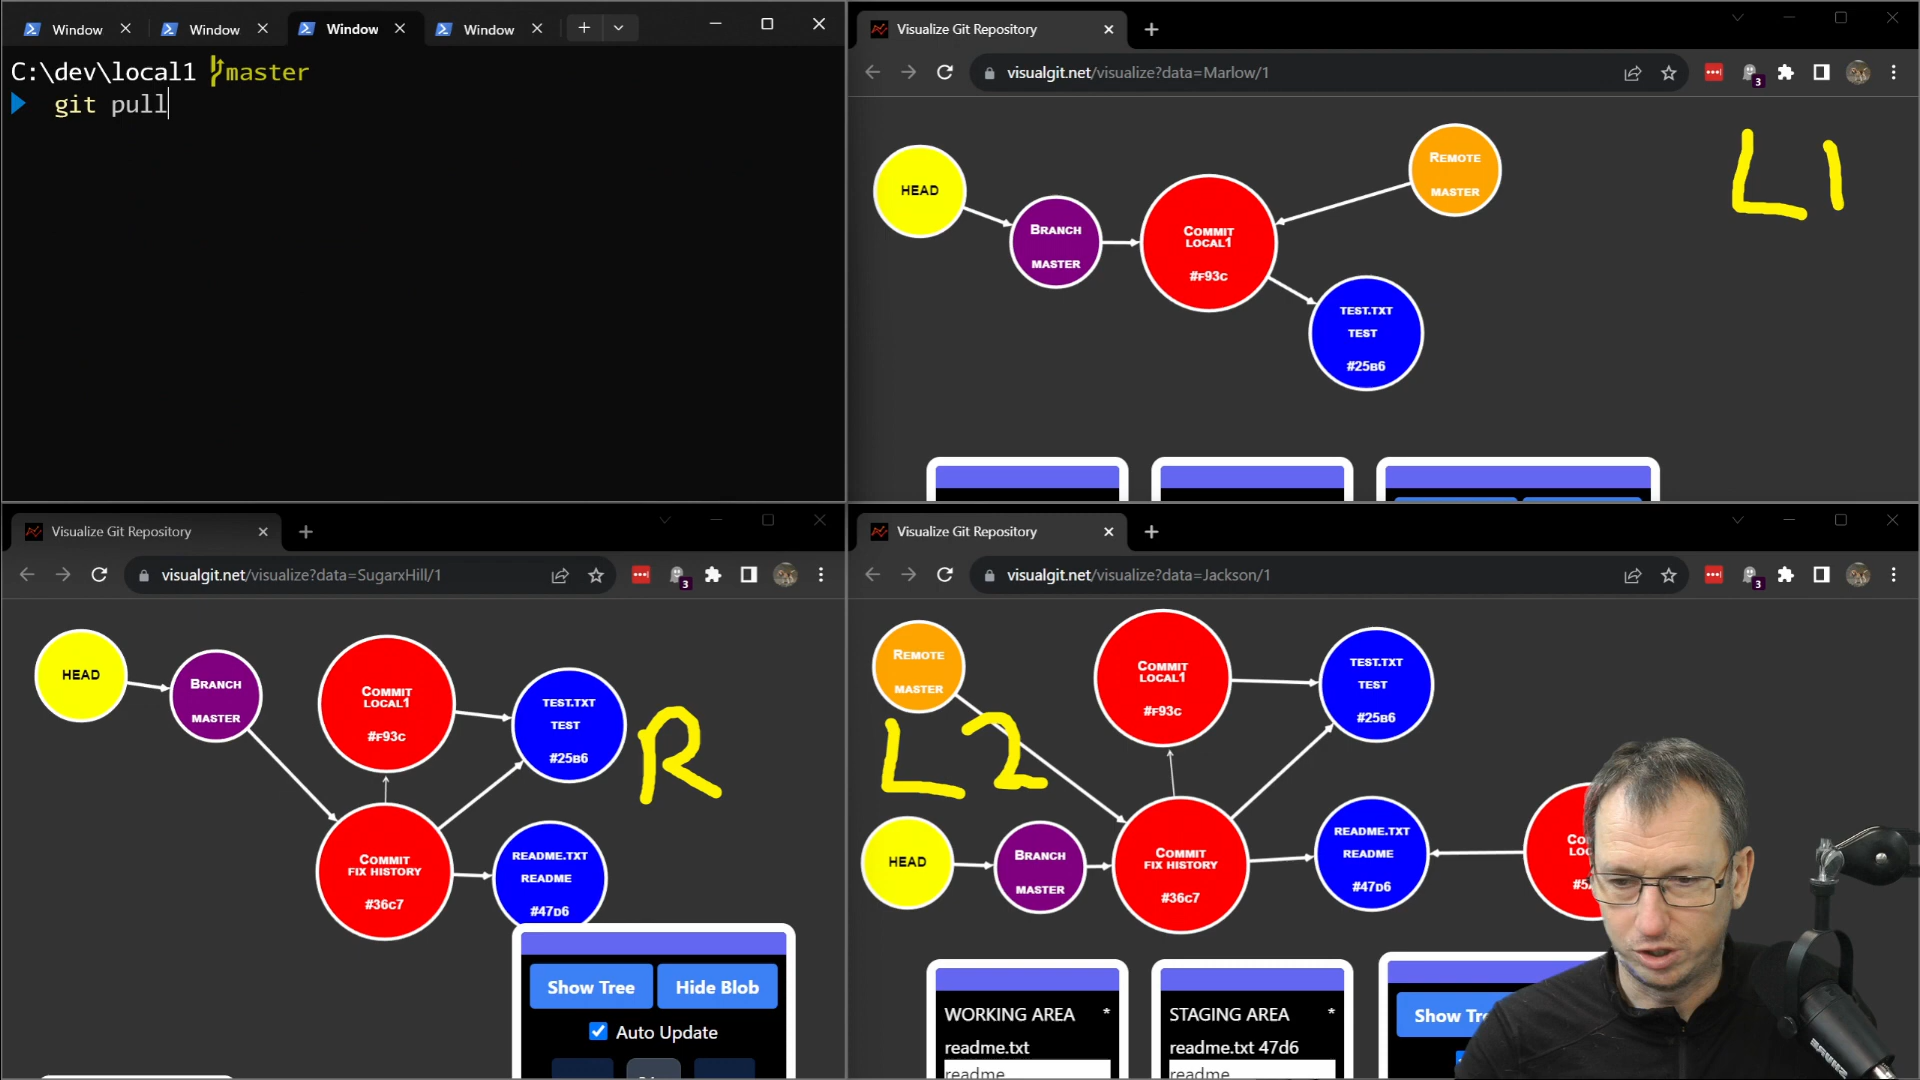 Window
Window
Window
Window
C:\dev\local1 master
git pull
Visualize Git Repository
visualgit.net/visualize?data=Marlow/1
3
HEAD
BRANCH
MASTER
COMMIT
LOCAL1
#F93C
REMOTE
MASTER
TEST.TXT
TEST
#25B6
L1
Visualize Git Repository
visualgit.net/visualize?data=SugarxHill/1
3
HEAD
BRANCH
MASTER
COMMIT
LOCAL1
#F93C
TEST.TXT
TEST
#25B6
R
COMMIT
FIX HISTORY
#36C7
README.TXT
README
#47D6
Show Tree
Hide Blob
Auto Update
Visualize Git Repository
visualgit.net/visualize?data=Jackson/1
3
REMOTE
MASTER
L2
COMMIT
LOCAL1
#F93C
TEST.TXT
TEST
#25B6
HEAD
BRANCH
MASTER
COMMIT
FIX HISTORY
#36C7
README.TXT
README
#47D6
WORKING AREA *
readme.txt
readme
STAGING AREA *
readme.txt 47d6
readme
Show